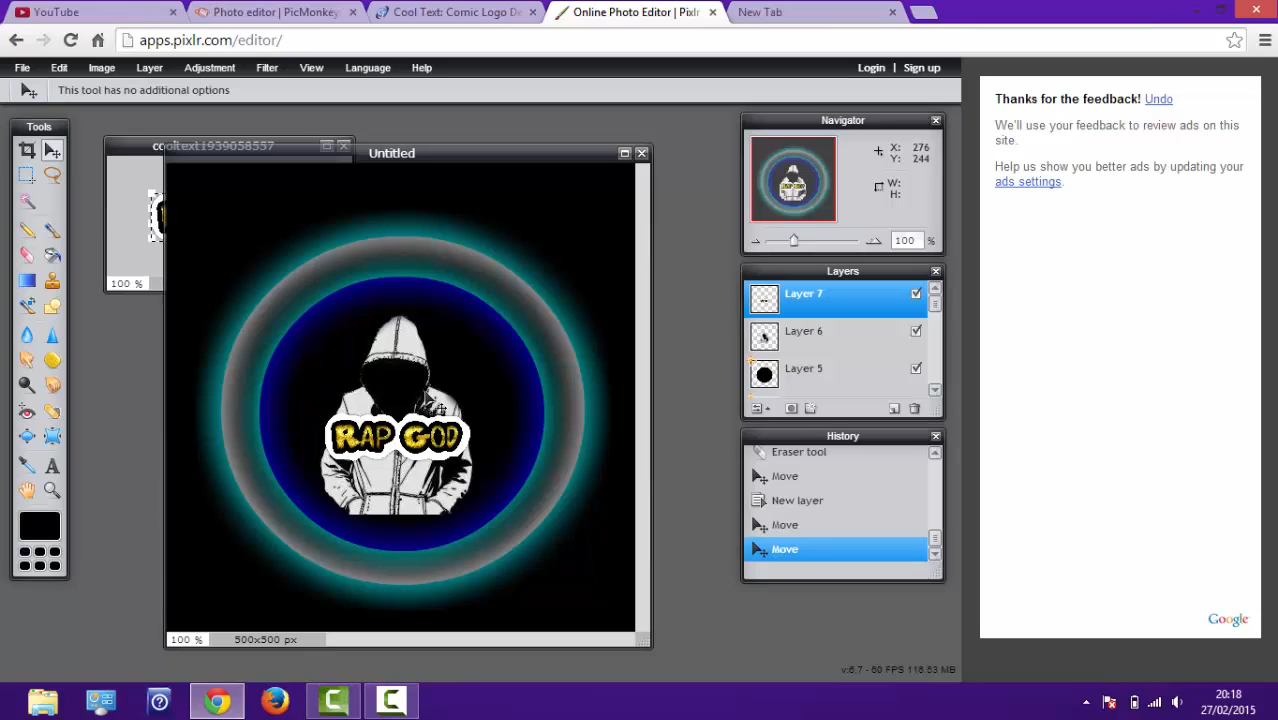 YouTube
Photo editor | PicMonkey
Cool Text: Comic Logo De
Online Photo Editor | Pixlr
New Tab
apps.pixlr.com/editor/
File Edit Image Layer Adjustment Filter View Language Help
Login | Sign up
This tool has no additional options
Tools
cooltext1939058557
100 %
Untitled
RAP GOD
100 % 500x500 px
Navigator
X: 276
Y: 244
W:
H:
100 %
Layers
Layer 7
Layer 6
Layer 5
History
Eraser tool
Move
New layer
Move
Move
v:6.7 - 60 FPS 116.53 MB
Thanks for the feedback! Undo
We'll use your feedback to review ads on this
site.
Help us show you better ads by updating your
ads settings.
Google
20:18
27/02/2015